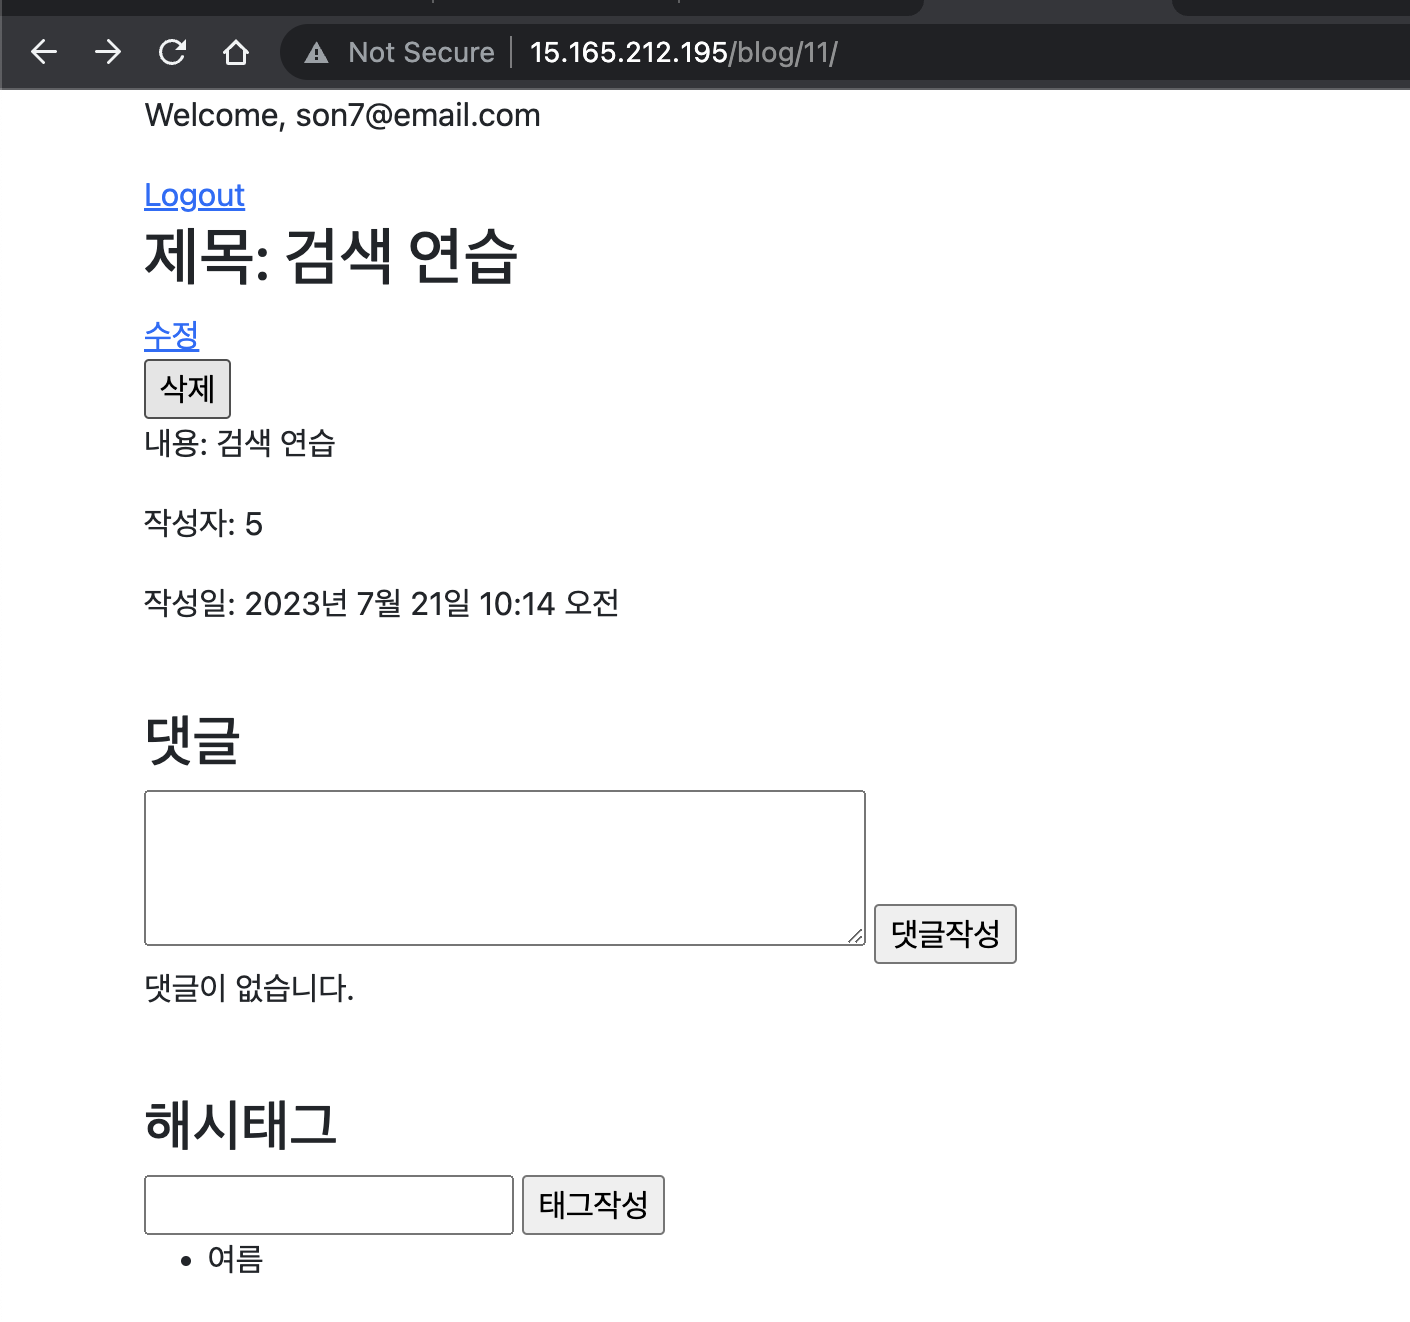 Not Secure | 15.165.212.195/blog/11/
Welcome, son7@email.com
Logout
제목: 검색 연습
수정
삭제
내용: 검색 연습
작성자: 5
작성일: 2023년 7월 21일 10:14 오전
댓글
댓글작성
댓글이 없습니다.
해시태그
태그작성
• 여름